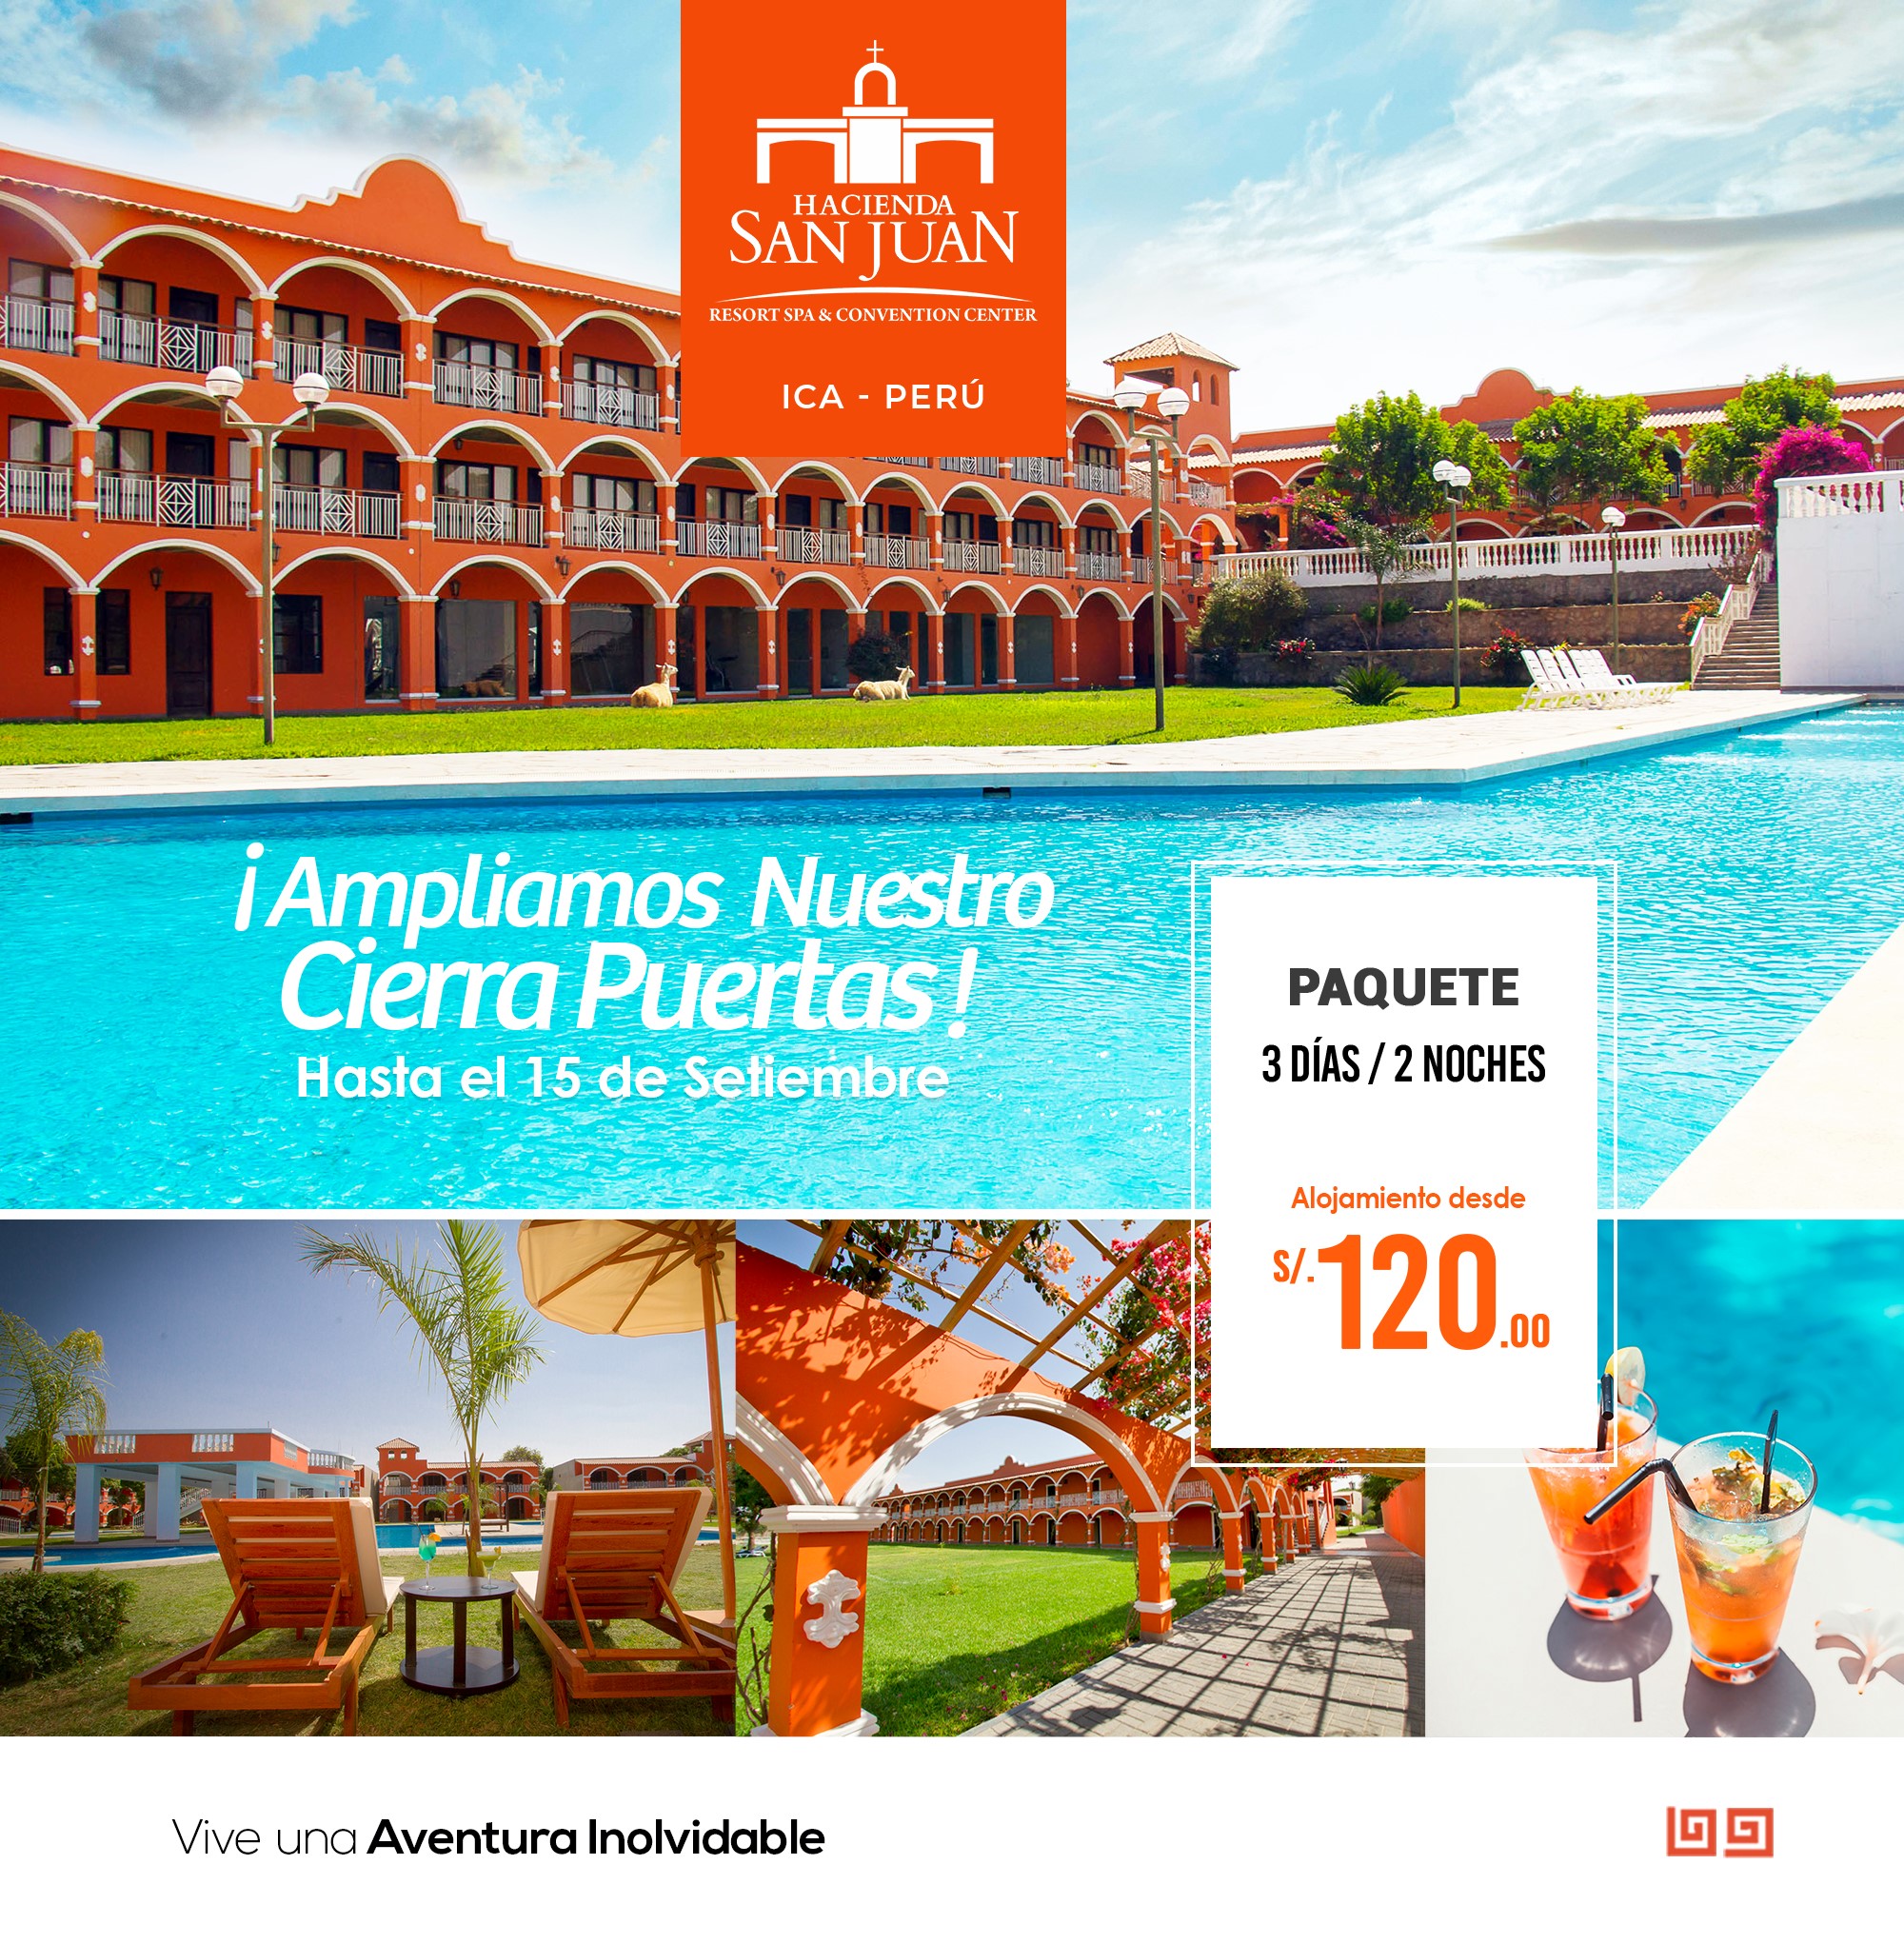 HACIENDA
SAN JUAN
RESORT SPA & CONVENTION CENTER
ICA - PERÚ
¡Ampliamos Nuestro
Cierra Puertas!
Hasta el 15 de Setiembre
PAQUETE
3 DÍAS / 2 NOCHES
Alojamiento desde
S/.120.00
Vive una Aventura Inolvidable